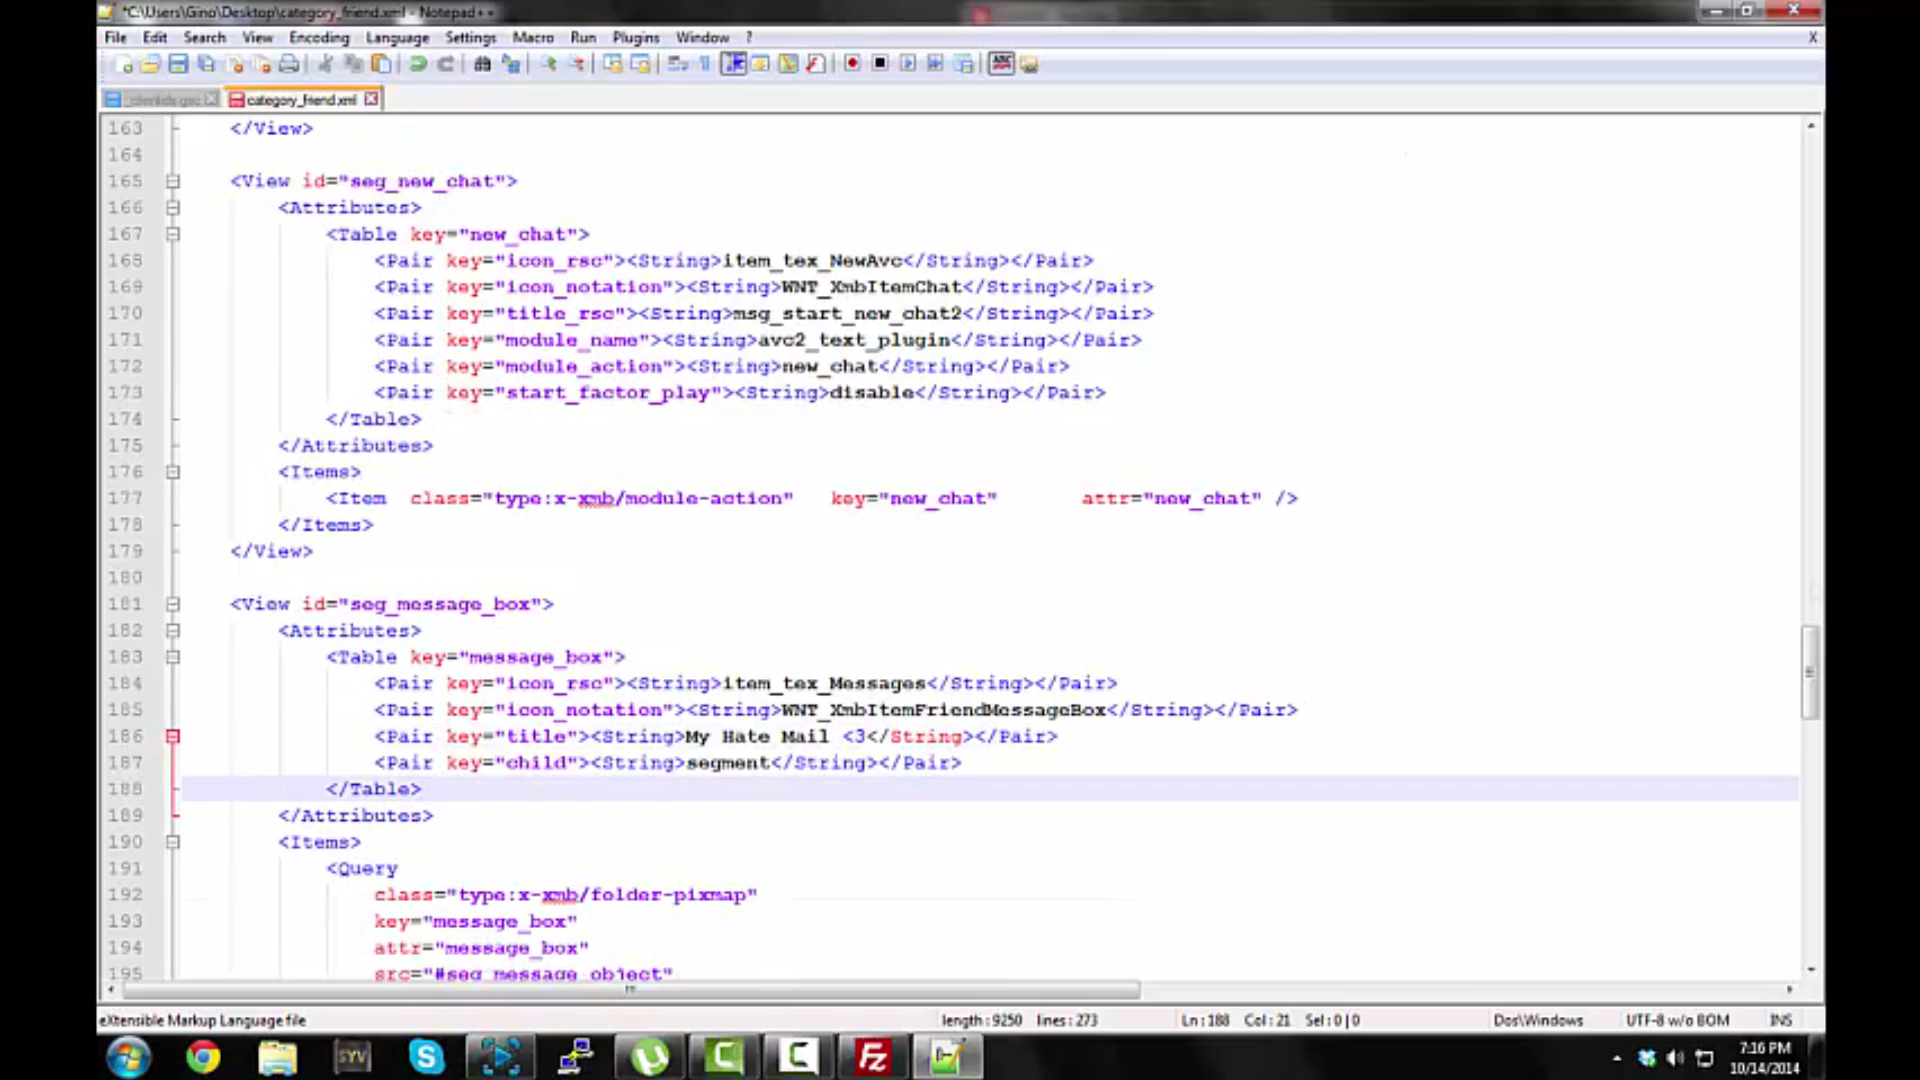 *C:\Users\Gino\Desktop\category_friend.xml - Notepad++
File Edit Search View Encoding Language Settings Macro Run Plugins Window ? X
_clientids.gsc category_friend.xml
163 </View>
164
165 <View id="seg_new_chat">
166 <Attributes>
167 <Table key="new_chat">
168 <Pair key="icon_rsc"><String>item_tex_NewAvc</String></Pair>
169 <Pair key="icon_notation"><String>WNT_XmbItemChat</String></Pair>
170 <Pair key="title_rsc"><String>msg_start_new_chat2</String></Pair>
171 <Pair key="module_name"><String>avc2_text_plugin</String></Pair>
172 <Pair key="module_action"><String>new_chat</String></Pair>
173 <Pair key="start_factor_play"><String>disable</String></Pair>
174 </Table>
175 </Attributes>
176 <Items>
177 <Item class="type:x-xmb/module-action" key="new_chat" attr="new_chat" />
178 </Items>
179 </View>
180
181 <View id="seg_message_box">
182 <Attributes>
183 <Table key="message_box">
184 <Pair key="icon_rsc"><String>item_tex_Messages</String></Pair>
185 <Pair key="icon_notation"><String>WNT_XmbItemFriendMessageBox</String></Pair>
186 <Pair key="title"><String>My Hate Mail <3</String></Pair>
187 <Pair key="child"><String>segment</String></Pair>
188 </Table>
189 </Attributes>
190 <Items>
191 <Query
192 class="type:x-xmb/folder-pixmap"
193 key="message_box"
194 attr="message_box"
195 src="#seg_message_object"
eXtensible Markup Language file length : 9250 lines : 273 Ln : 188 Col : 21 Sel : 0 | 0 Dos\Windows UTF-8 w/o BOM INS
SYV
7:16 PM
10/14/2014